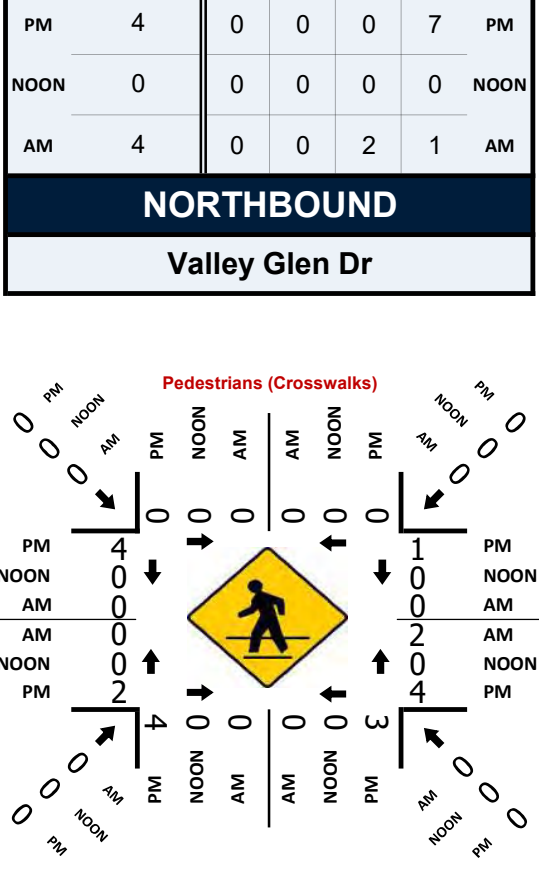 PM 4 0 0 0 7 PM
NOON 0 0 0 0 0 NOON
AM 4 0 0 2 1 AM
NORTHBOUND
Valley Glen Dr
Pedestrians (Crosswalks)
PM NOON AM
0 0 0
PM NOON AM AM NOON PM
0 0 0 0 0 0
AM NOON PM
0 0 0
PM 4 1 PM
NOON 0 0 NOON
AM 0 0 AM
AM 0 2 AM
NOON 0 0 NOON
PM 2 4 PM
4 0 0 0 0 3
PM NOON AM AM NOON PM
0 0 0
AM NOON PM
0 0 0
AM NOON PM